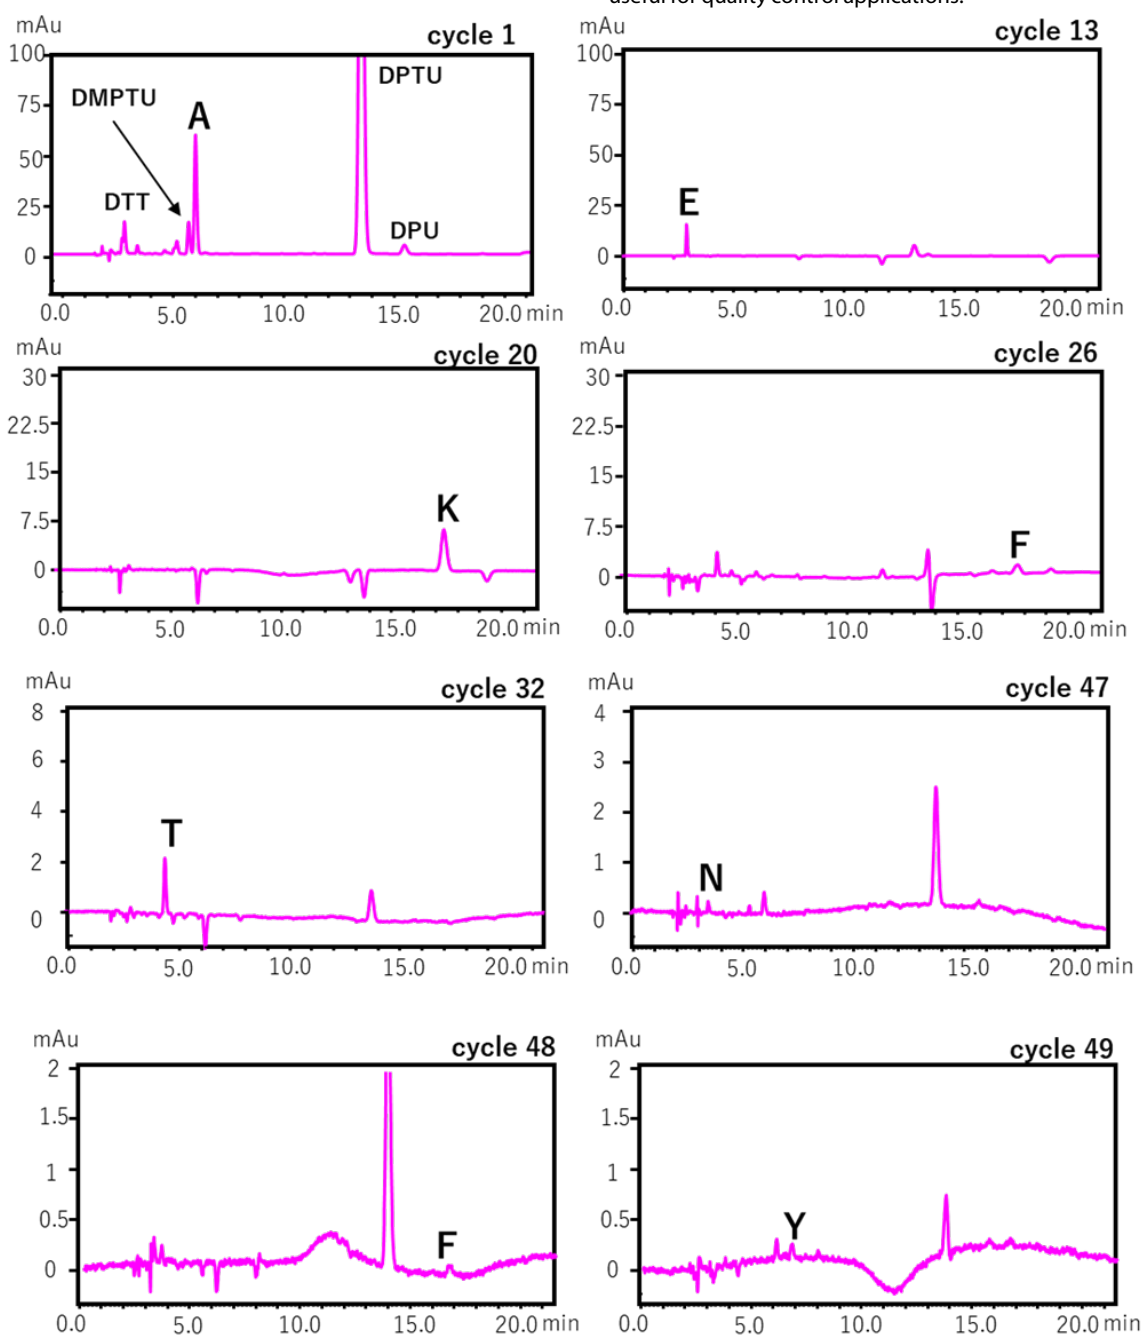 useful for quality control applications.
mAu
cycle 1
100
75
50
25
0
DMPTU
A
DTT
DPTU
DPU
0.0 5.0 10.0 15.0 20.0 min
mAu
cycle 13
100
75
50
25
0
E
0.0 5.0 10.0 15.0 20.0 min
mAu
cycle 20
30
22.5
15
7.5
0
K
0.0 5.0 10.0 15.0 20.0 min
mAu
cycle 26
30
22.5
15
7.5
0
F
0.0 5.0 10.0 15.0 20.0 min
mAu
cycle 32
8
6
4
2
0
T
0.0 5.0 10.0 15.0 20.0 min
mAu
cycle 47
4
3
2
1
0
N
0.0 5.0 10.0 15.0 20.0 min
mAu
cycle 48
2
1.5
1
0.5
0
F
0.0 5.0 10.0 15.0 20.0 min
mAu
cycle 49
2
1.5
1
0.5
0
Y
0.0 5.0 10.0 15.0 20.0 min